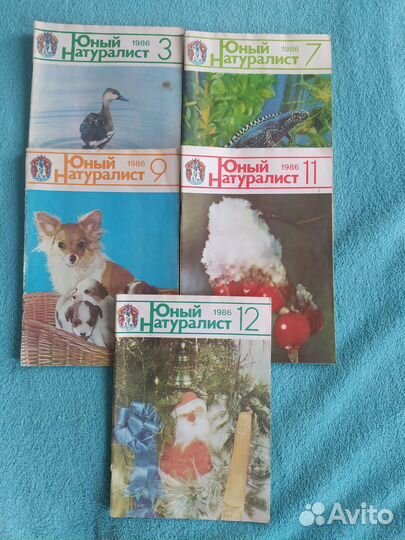 Юный
Натуралист
1986
3
Юный
Натуралист
1986
7
Юный
Натуралист
1986
9
Юный
Натуралист
1986
11
Юный
Натуралист
1986
12
Avito